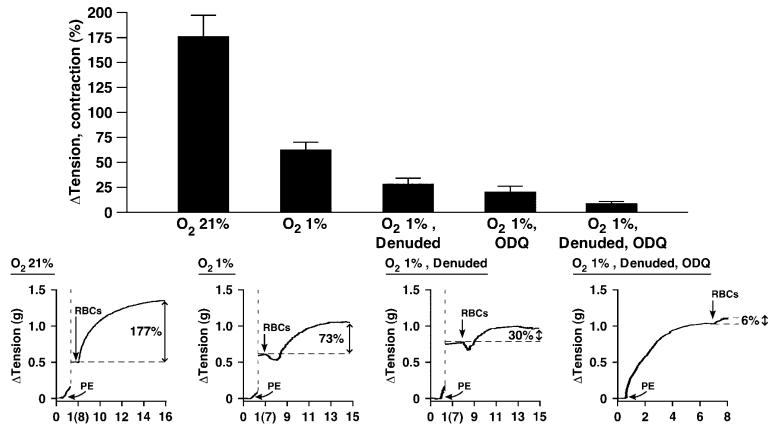 ΔTension, contraction (%)
200
175
150
125
100
75
50
25
0
O2 21%
O2 1%
O2 1% ,
Denuded
O2 1%,
ODQ
O2 1%,
Denuded, ODQ
O2 21%
ΔTension (g)
1.5
1.0
0.5
0
RBCs
177%
PE
0 1(8) 10 12 14 16
O2 1%
ΔTension (g)
1.5
1.0
0.5
0
RBCs
73%
PE
0 1(7) 9 11 13 15
O2 1% , Denuded
ΔTension (g)
1.5
1.0
0.5
0
RBCs
30%
PE
0 1(7) 9 11 13 15
O2 1% , Denuded, ODQ
ΔTension (g)
1.5
1.0
0.5
0
RBCs
6%
PE
0 2 4 6 8